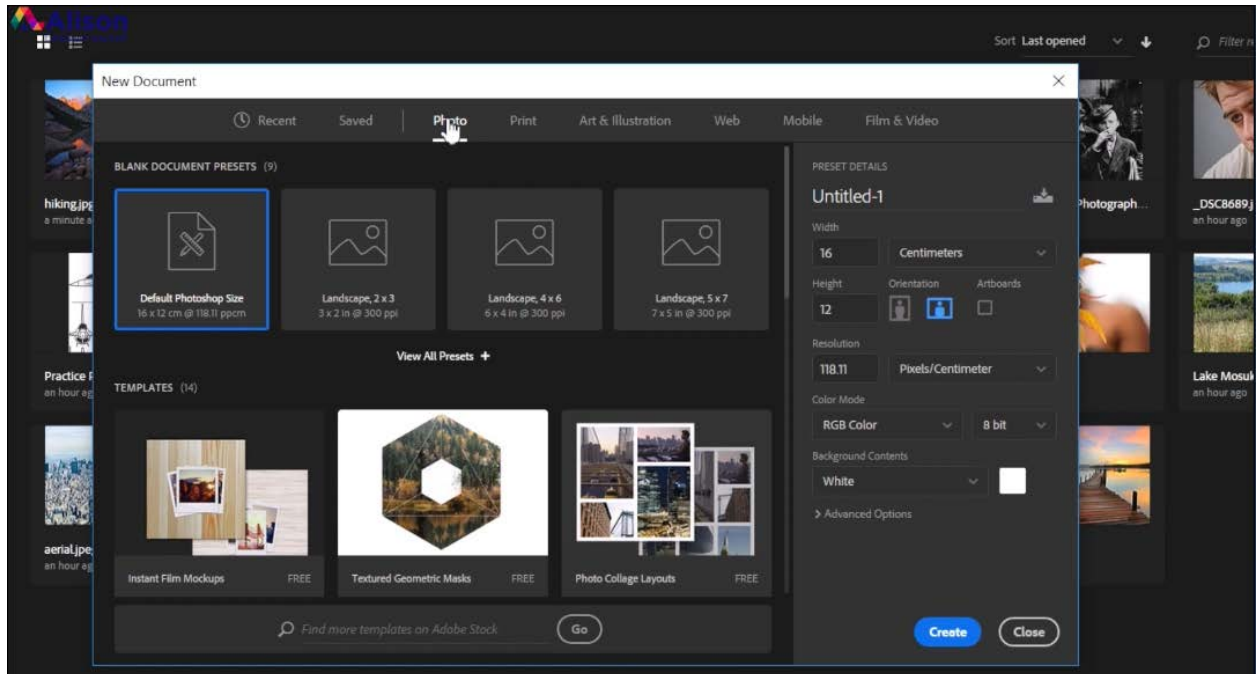 Alison
Sort Last opened
Filter
New Document
Recent Saved Photo Print Art & Illustration Web Mobile Film & Video
BLANK DOCUMENT PRESETS (9)
Default Photoshop Size
16 x 12 cm @ 118.11 ppcm
Landscape, 2 x 3
3 x 2 in @ 300 ppi
Landscape, 4 x 6
6 x 4 in @ 300 ppi
Landscape, 5 x 7
7 x 5 in @ 300 ppi
View All Presets +
TEMPLATES (14)
Instant Film Mockups FREE
Textured Geometric Masks FREE
Photo Collage Layouts FREE
Find more templates on Adobe Stock
Go
PRESET DETAILS
Untitled-1
Width
16 Centimeters
Height Orientation Artboards
12
Resolution
118.11 Pixels/Centimeter
Color Mode
RGB Color 8 bit
Background Contents
White
> Advanced Options
Create Close
hiking.jpg
a minute a
Practice P
an hour ag
aerial.jpe
an hour ag
Photograph...
_DSC8689.j
an hour ago
Lake Mosuk
an hour ago